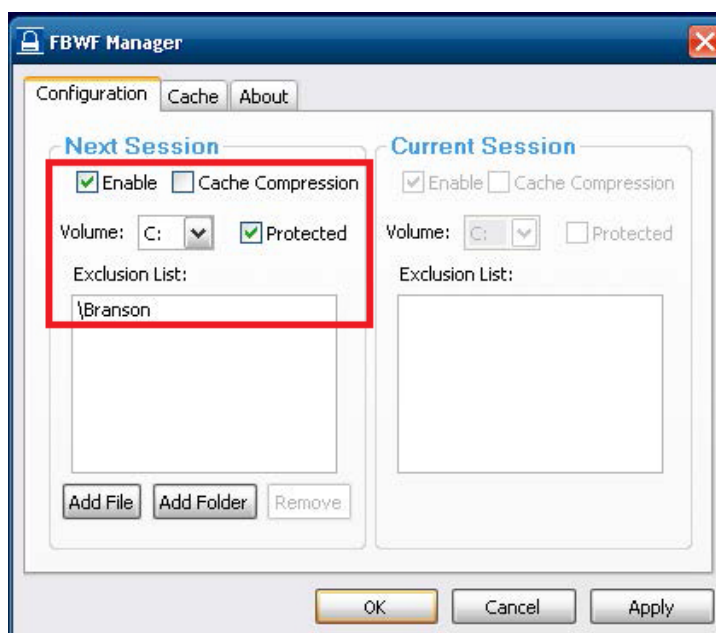 FBWF Manager
Configuration Cache About
Next Session
Enable Cache Compression
Volume: C: Protected
Exclusion List:
\Branson
Add File Add Folder Remove
Current Session
Enable Cache Compression
Volume: C: Protected
Exclusion List:
OK Cancel Apply